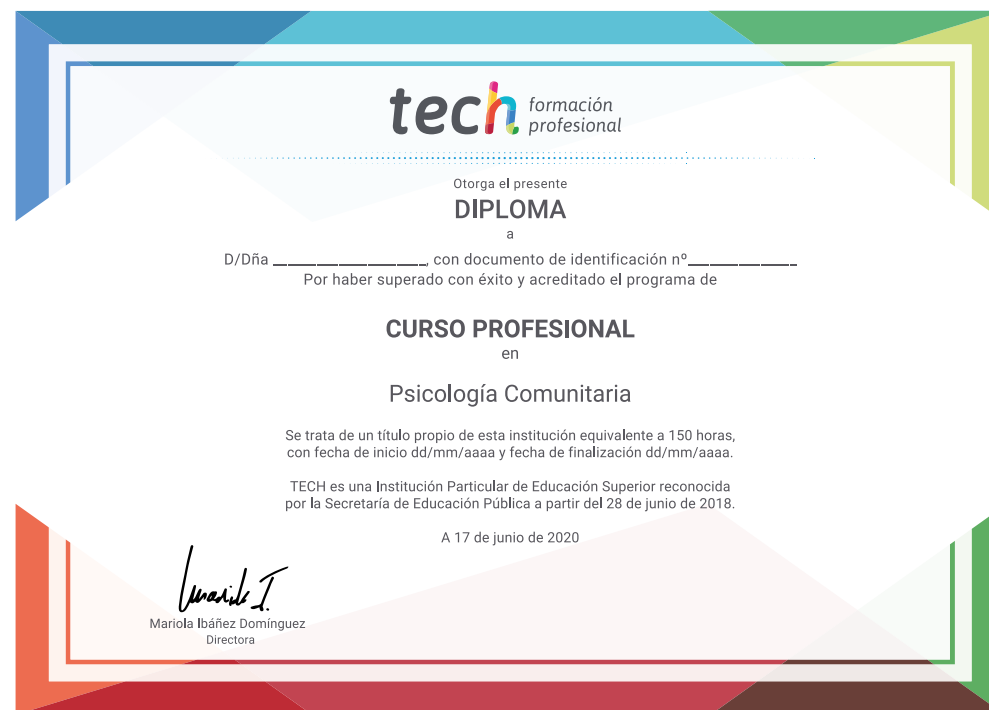 tech formación
profesional
Otorga el presente
DIPLOMA
a
D/Dña ____________________, con documento de identificación nº______________
Por haber superado con éxito y acreditado el programa de
CURSO PROFESIONAL
en
Psicología Comunitaria
Se trata de un título propio de esta institución equivalente a 150 horas,
con fecha de inicio dd/mm/aaaa y fecha de finalización dd/mm/aaaa.
TECH es una Institución Particular de Educación Superior reconocida
por la Secretaría de Educación Pública a partir del 28 de junio de 2018.
A 17 de junio de 2020
Mariola Ibáñez Domínguez
Directora